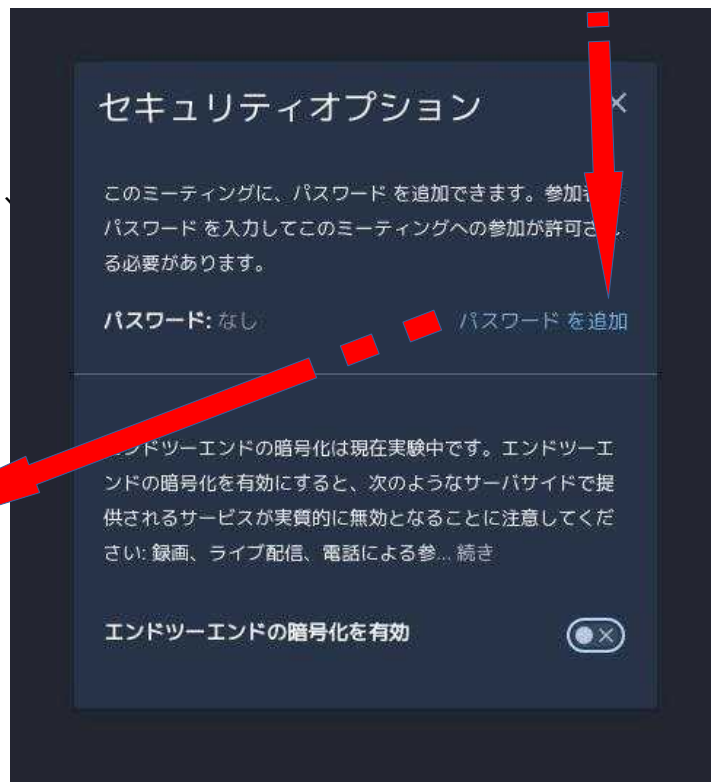 セキュリティオプション
このミーティングに、パスワード を追加できます。参加者
パスワード を入力してこのミーティングへの参加が許可さ
る必要があります。
パスワード: なし
パスワード を追加
ンドツーエンドの暗号化は現在実験中です。エンドツーエ
ンドの暗号化を有効にすると、次のようなサーバサイドで提
供されるサービスが実質的に無効となることに注意してくだ
さい: 録画、ライブ配信、電話による参... 続き
エンドツーエンドの暗号化を有効